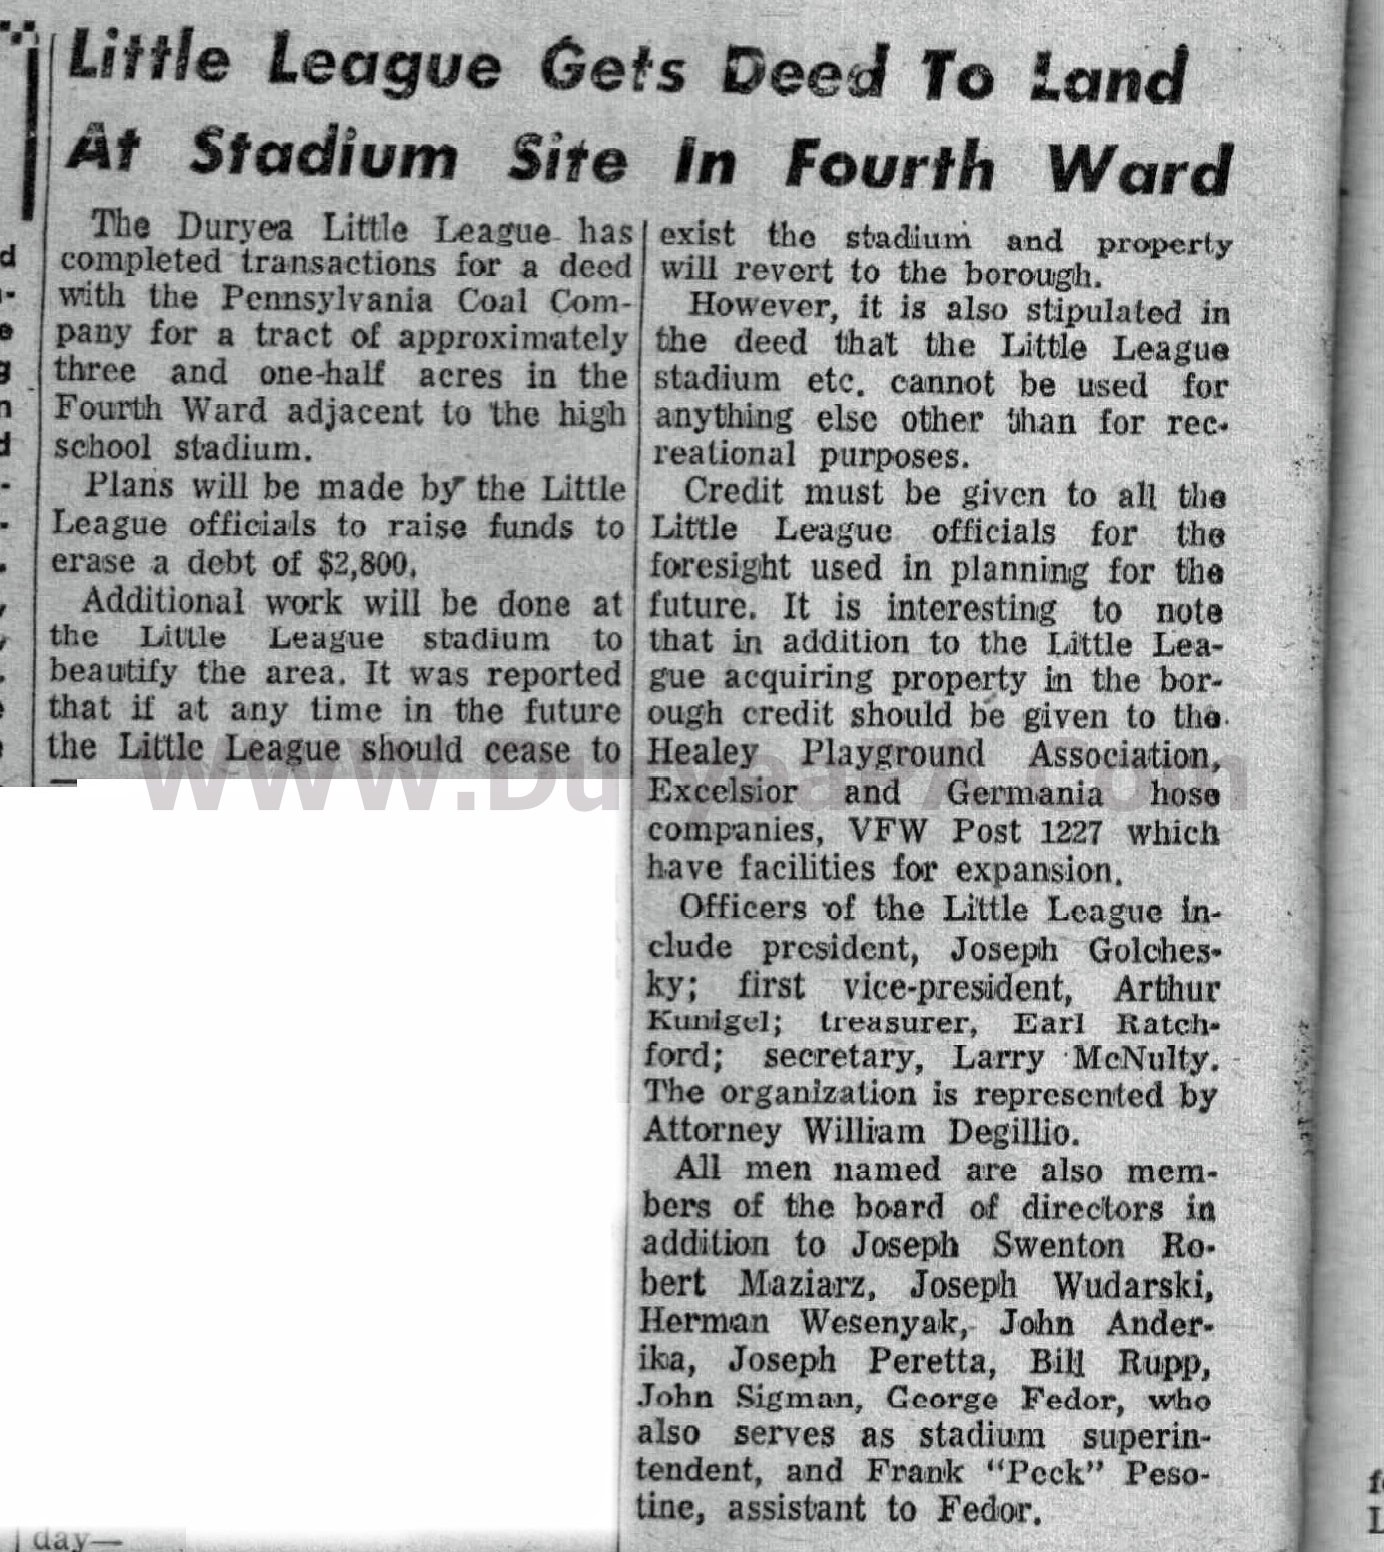 Little League Gets Deed To Land
At Stadium Site In Fourth Ward
The Duryea Little League has
completed transactions for a deed
with the Pennsylvania Coal Com-
pany for a tract of approximately
three and one-half acres in the
Fourth Ward adjacent to the high
school stadium.
Plans will be made by the Little
League officials to raise funds to
erase a debt of $2,800.
Additional work will be done at
the Little League stadium to
beautify the area. It was reported
that if at any time in the future
the Little League should cease to
exist the stadium and property
will revert to the borough.
However, it is also stipulated in
the deed that the Little League
stadium etc. cannot be used for
anything else other than for rec-
reational purposes.
Credit must be given to all the
Little League officials for the
foresight used in planning for the
future. It is interesting to note
that in addition to the Little Lea-
gue acquiring property in the bor-
ough credit should be given to the
Healey Playground Association,
Excelsior and Germania hose
companies, VFW Post 1227 which
have facilities for expansion.
Officers of the Little League in-
clude president, Joseph Golches-
ky; first vice-president, Arthur
Kunigel; treasurer, Earl Ratch-
ford; secretary, Larry McNulty.
The organization is represented by
Attorney William Degillio.
All men named are also mem-
bers of the board of directors in
addition to Joseph Swenton Ro-
bert Maziarz, Joseph Wudarski,
Herman Wesenyak, John Ander-
ika, Joseph Peretta, Bill Rupp,
John Sigman, George Fedor, who
also serves as stadium superin-
tendent, and Frank "Peck" Peso-
tine, assistant to Fedor.
day—
www.DuryeaPA.com